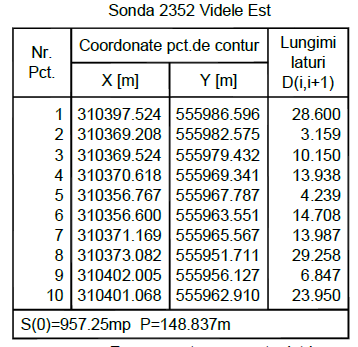 Sonda 2352 Videle Est
Nr. Pct. Coordonate pct.de contur Lungimi laturi D(i,i+1)
X [m] Y [m]
1 310397.524 555986.596 28.600
2 310369.208 555982.575 3.159
3 310369.524 555979.432 10.150
4 310370.618 555969.341 13.938
5 310356.767 555967.787 4.239
6 310356.600 555963.551 14.708
7 310371.169 555965.567 13.987
8 310373.082 555951.711 29.258
9 310402.005 555956.127 6.847
10 310401.068 555962.910 23.950
S(0)=957.25mp P=148.837m